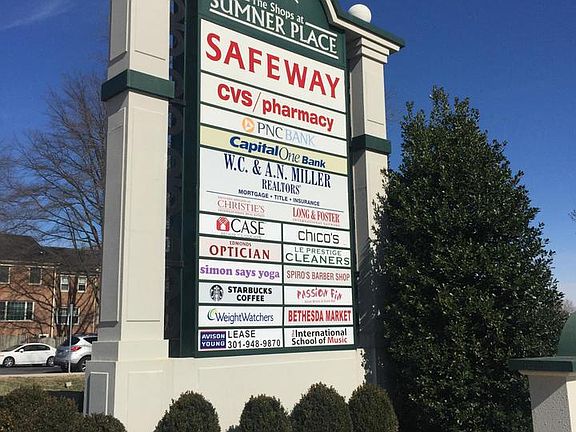 The Shops at
SUMNER PLACE
SAFEWAY
CVS/pharmacy
PNC BANK
Capital One Bank
W.C. & A.N. MILLER
REALTORS®
MORTGAGE • TITLE • INSURANCE
CHRISTIE'S
LONG & FOSTER
CASE
chico's
EDMONDS
OPTICIAN
LE PRESTIGE
CLEANERS
simon says yoga
SPIRO'S BARBER SHOP
STARBUCKS
COFFEE
PASSION FIN
WeightWatchers
BETHESDA MARKET
AVISON
YOUNG
LEASE
301-948-9870
The International
School of Music